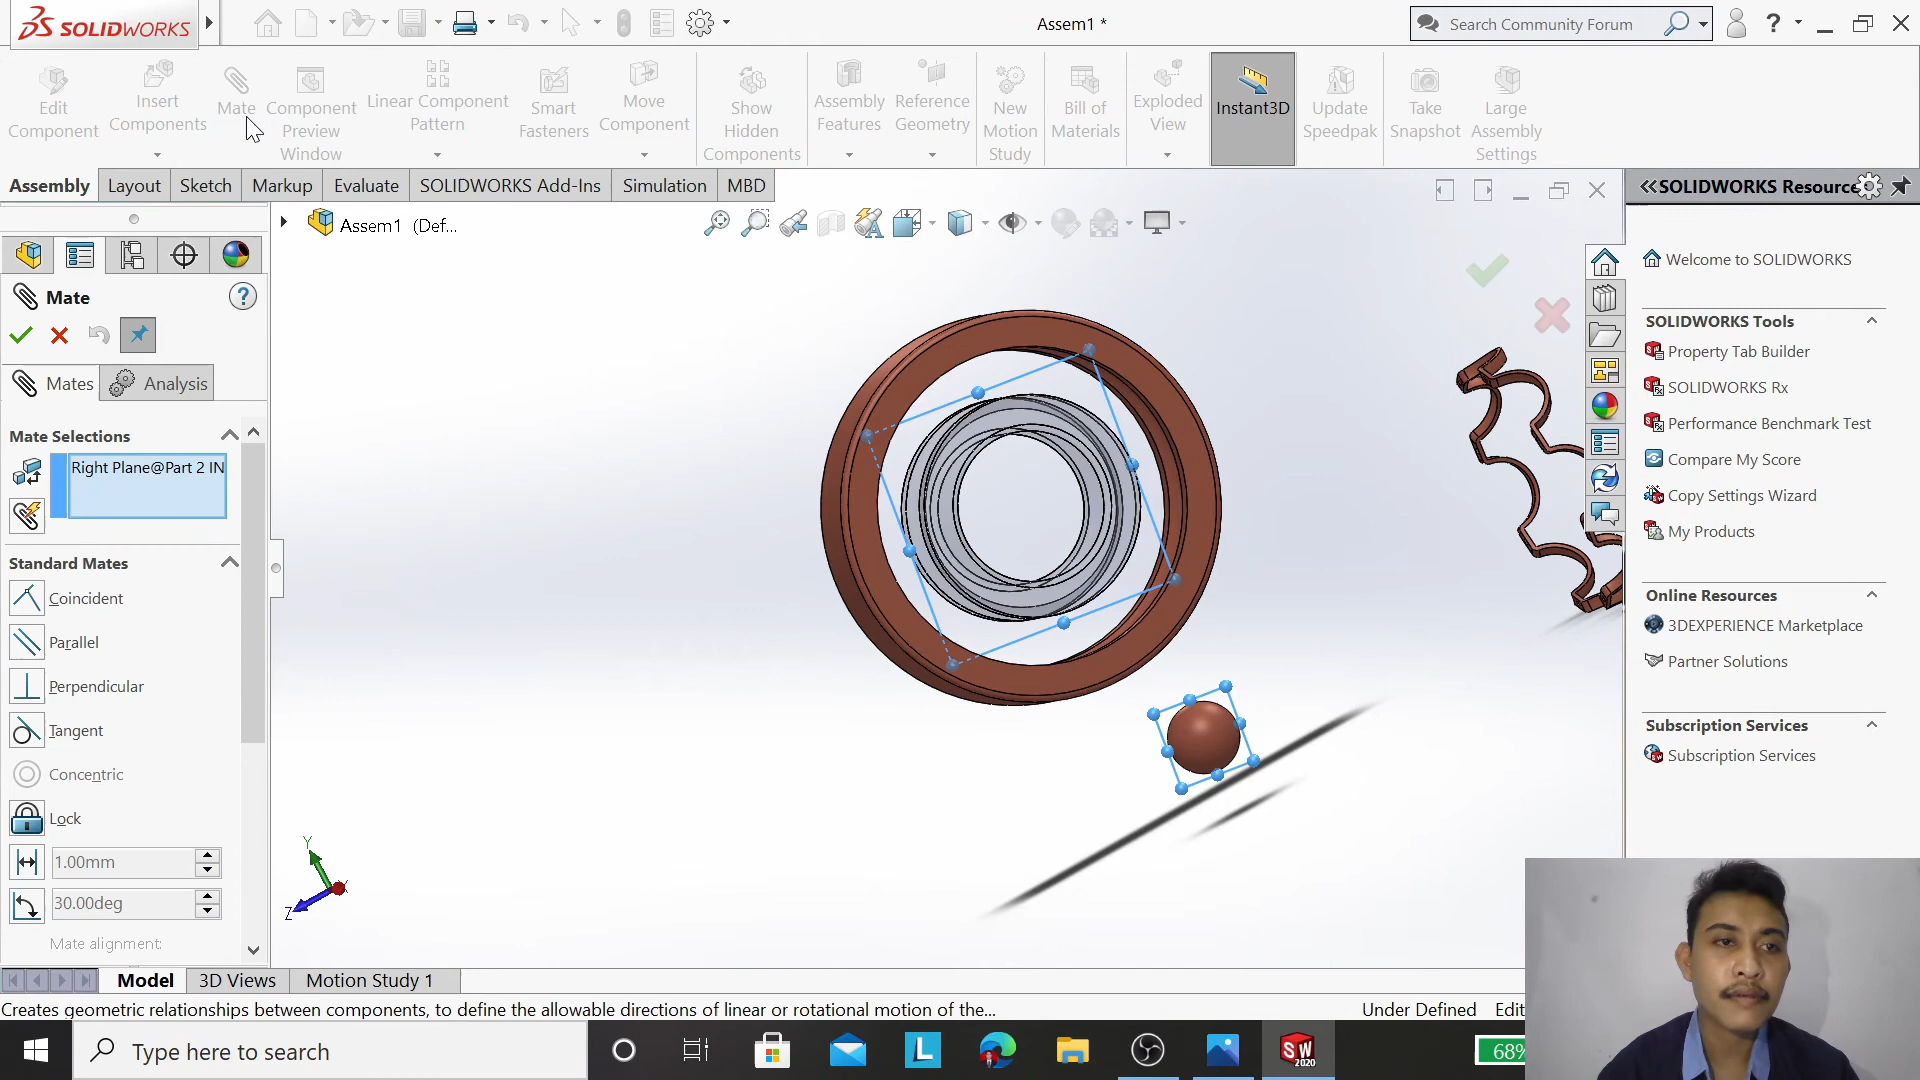 SOLIDWORKS
Assem1 *
Search Community Forum
?
Edit Component
Insert Components
Mate
Component Preview Window
Linear Component Pattern
Smart Fasteners
Move Component
Show Hidden Components
Assembly Features
Reference Geometry
New Motion Study
Bill of Materials
Exploded View
Instant3D
Update Speedpak
Take Snapshot
Large Assembly Settings
Assembly
Layout
Sketch
Markup
Evaluate
SOLIDWORKS Add-Ins
Simulation
MBD
Assem1 (Def...
Mate
?
Mates
Analysis
Mate Selections
Right Plane@Part 2 IN
Standard Mates
Coincident
Parallel
Perpendicular
Tangent
Concentric
Lock
1.00mm
30.00deg
Mate alignment:
Y
Z
X
SOLIDWORKS Resource
Welcome to SOLIDWORKS
SOLIDWORKS Tools
Property Tab Builder
SOLIDWORKS Rx
Performance Benchmark Test
Compare My Score
Copy Settings Wizard
My Products
Online Resources
3DEXPERIENCE Marketplace
Partner Solutions
Subscription Services
Subscription Services
Model
3D Views
Motion Study 1
Creates geometric relationships between components, to define the allowable directions of linear or rotational motion of the...
Under Defined
Edit
Type here to search
L
SW
2020
68%